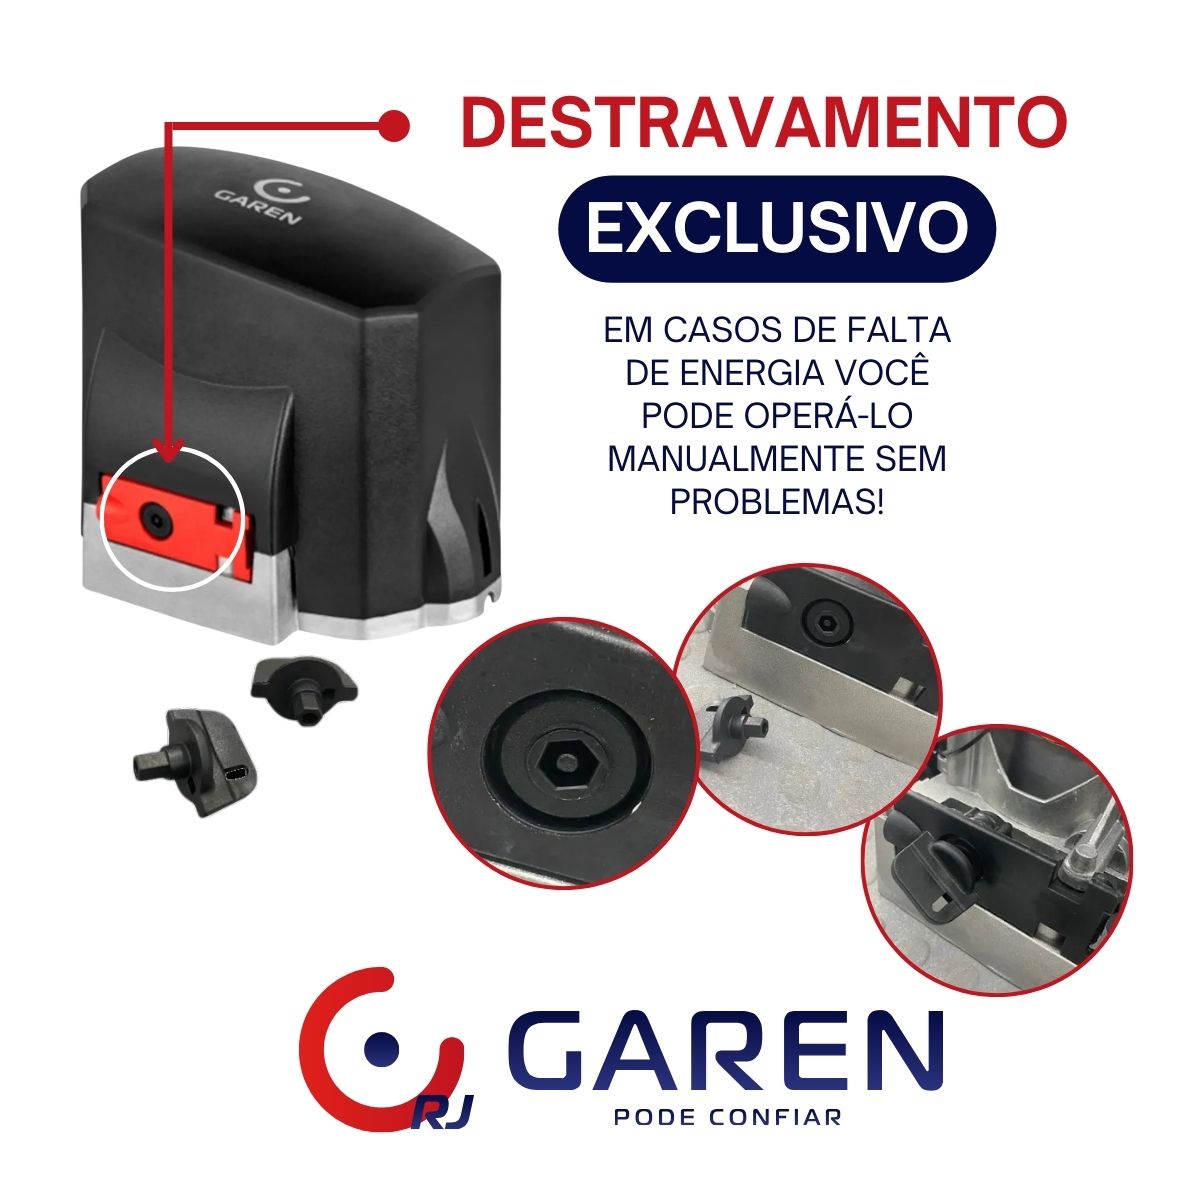 DESTRAVAMENTO
EXCLUSIVO
EM CASOS DE FALTA
DE ENERGIA VOCÊ
PODE OPERÁ-LO
MANUALMENTE SEM
PROBLEMAS!
GAREN
GAREN
RJ
PODE CONFIAR